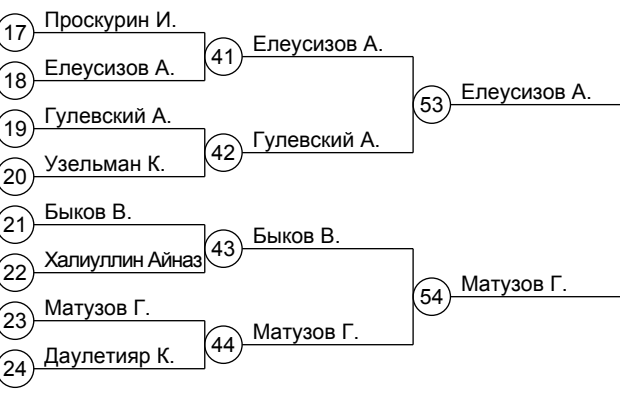 17 Проскурин И.
41 Елеусизов А.
18 Елеусизов А.
53 Елеусизов А.
19 Гулевский А.
42 Гулевский А.
20 Узельман К.
21 Быков В.
43 Быков В.
22 Халиуллин Айназ
54 Матузов Г.
23 Матузов Г.
44 Матузов Г.
24 Даулетияр К.